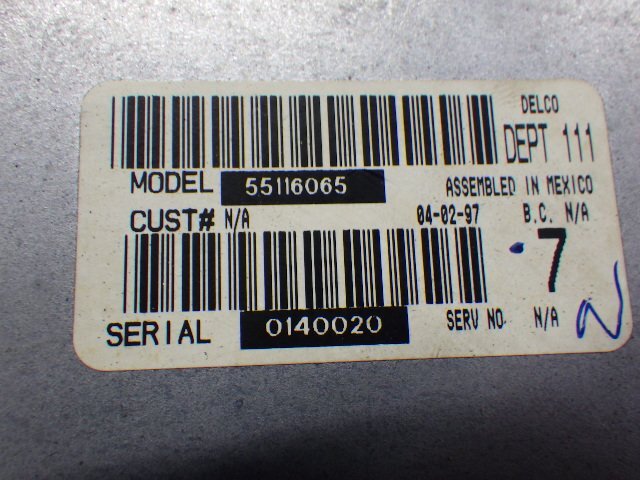 DELCO
DEPT 111
MODEL 55116065 ASSEMBLED IN MEXICO
CUST# N/A 04-02-97 B.C. N/A
7
SERIAL 0140020 SERV NO N/A
N